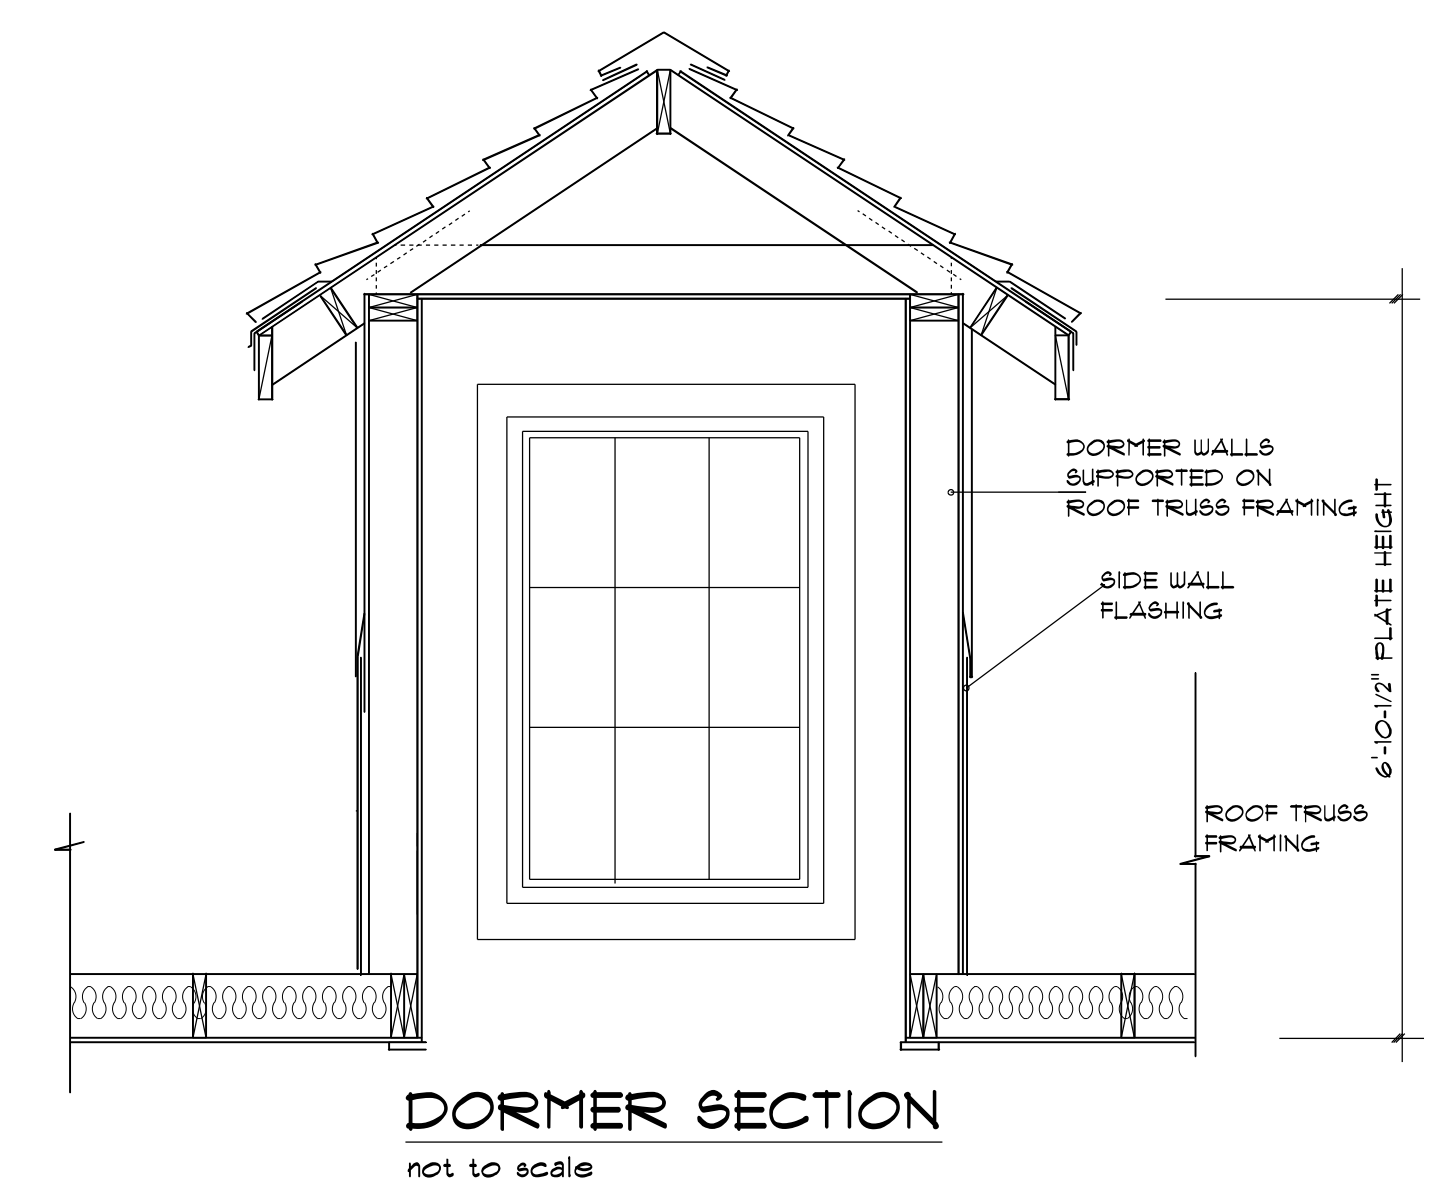 DORMER WALLS
SUPPORTED ON
ROOF TRUSS FRAMING
SIDE WALL
FLASHING
6'-10-1/2" PLATE HEIGHT
ROOF TRUSS
FRAMING
DORMER SECTION
not to scale